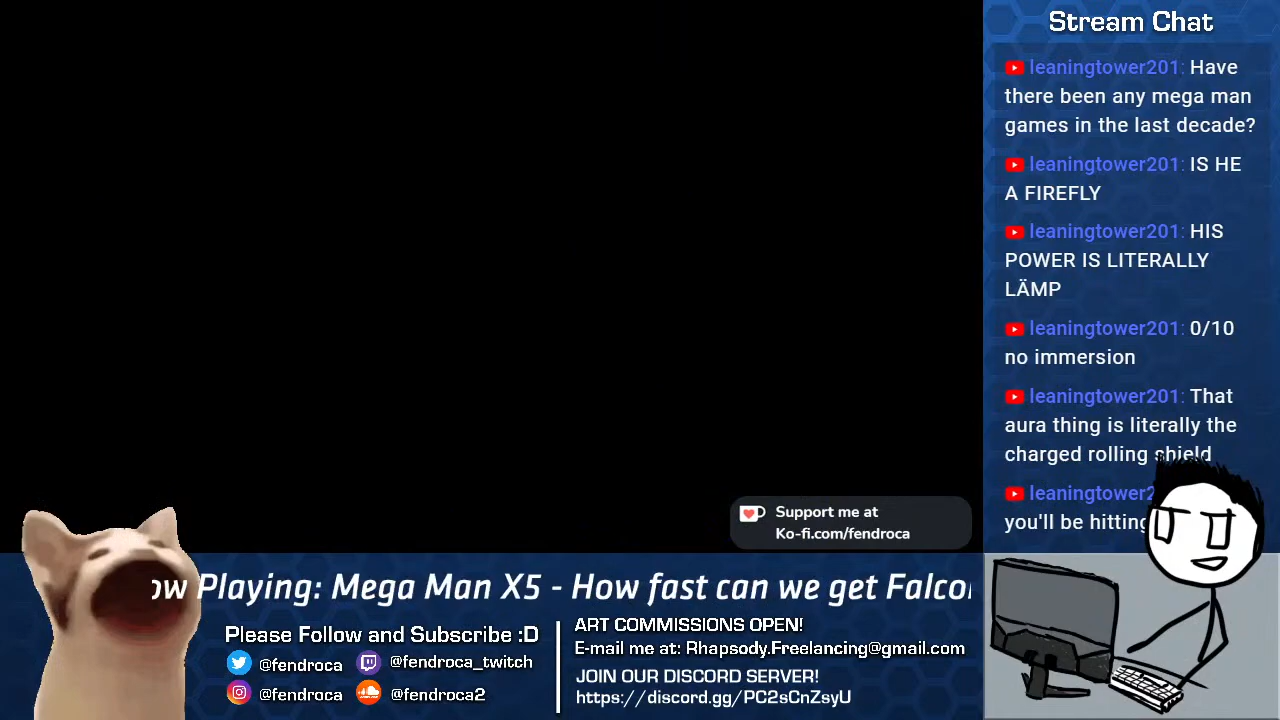 Stream Chat
leaningtower201: Have
there been any mega man
games in the last decade?
leaningtower201: IS HE
A FIREFLY
leaningtower201: HIS
POWER IS LITERALLY
LÄMP
leaningtower201: 0/10
no immersion
leaningtower201: That
aura thing is literally the
charged rolling shield
leaningtower2
you'll be hitting
Support me at
Ko-fi.com/fendroca
ow Playing: Mega Man X5 - How fast can we get Falco
Please Follow and Subscribe :D
@fendroca
@fendroca_twitch
@fendroca
@fendroca2
ART COMMISSIONS OPEN!
E-mail me at: Rhapsody.Freelancing@gmail.com
JOIN OUR DISCORD SERVER!
https://discord.gg/PC2sCnZsyU